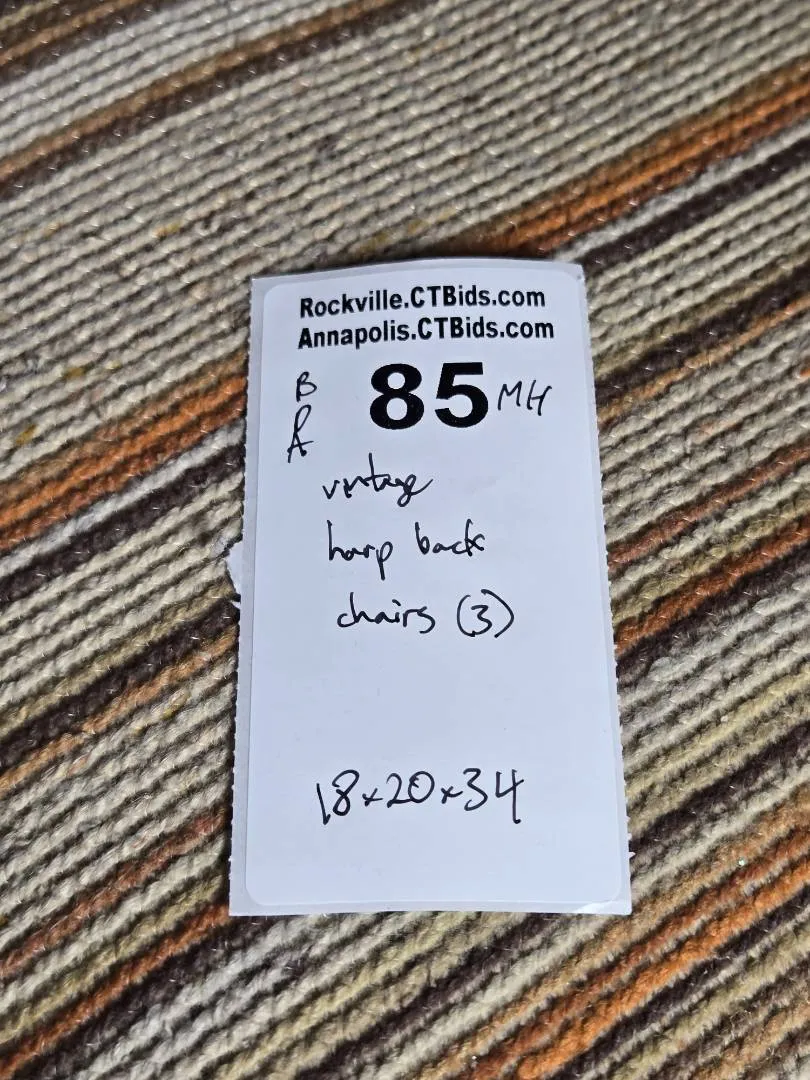 Rockville.CTBids.com
Annapolis.CTBids.com
B 85 MH
vintage
harp back
chairs (3)
18x20x34